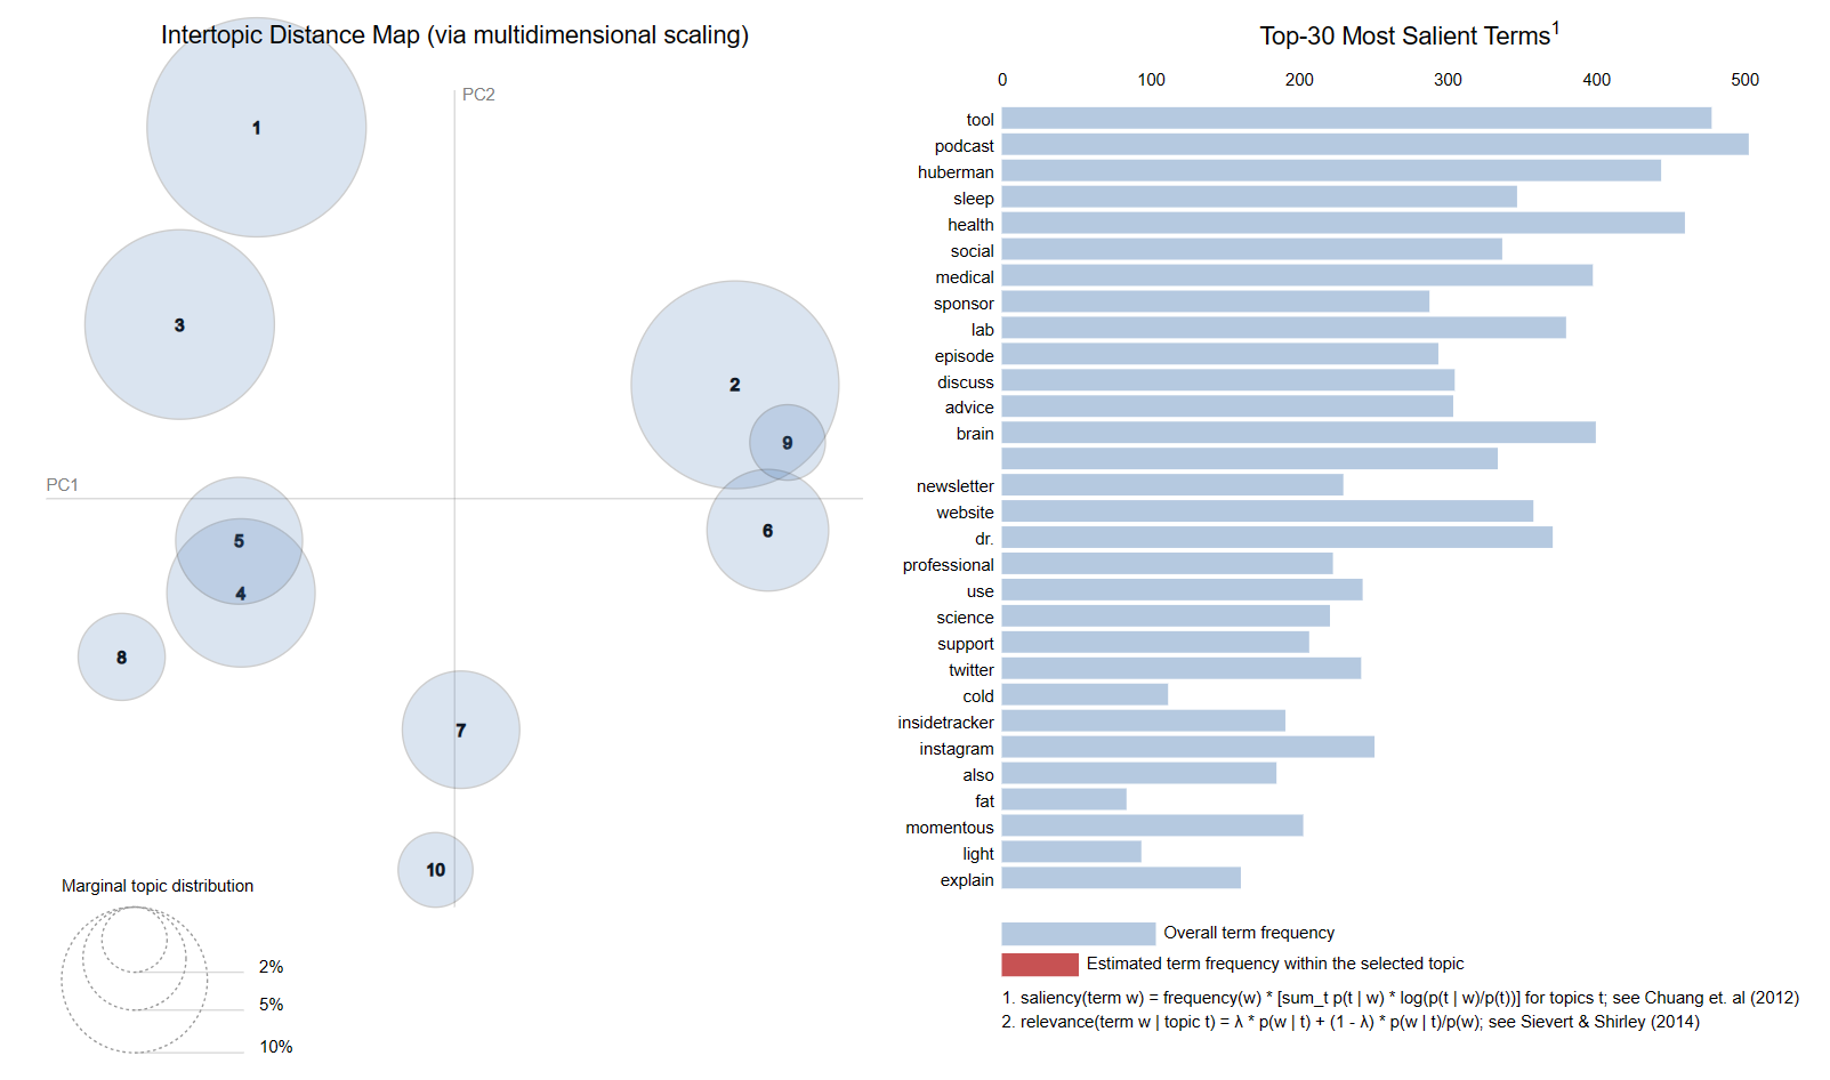 Intertopic Distance Map (via multidimensional scaling)
PC2
PC1
1
3
2
9
6
5
4
8
7
10
Marginal topic distribution
2%
5%
10%
Top-30 Most Salient Terms1
0 100 200 300 400 500
tool
podcast
huberman
sleep
health
social
medical
sponsor
lab
episode
discuss
advice
brain
newsletter
website
dr.
professional
use
science
support
twitter
cold
insidetracker
instagram
also
fat
momentous
light
explain
Overall term frequency
Estimated term frequency within the selected topic
1. saliency(term w) = frequency(w) * [sum_t p(t | w) * log(p(t | w)/p(t))] for topics t; see Chuang et. al (2012)
2. relevance(term w | topic t) = λ * p(w | t) + (1 - λ) * p(w | t)/p(w); see Sievert & Shirley (2014)